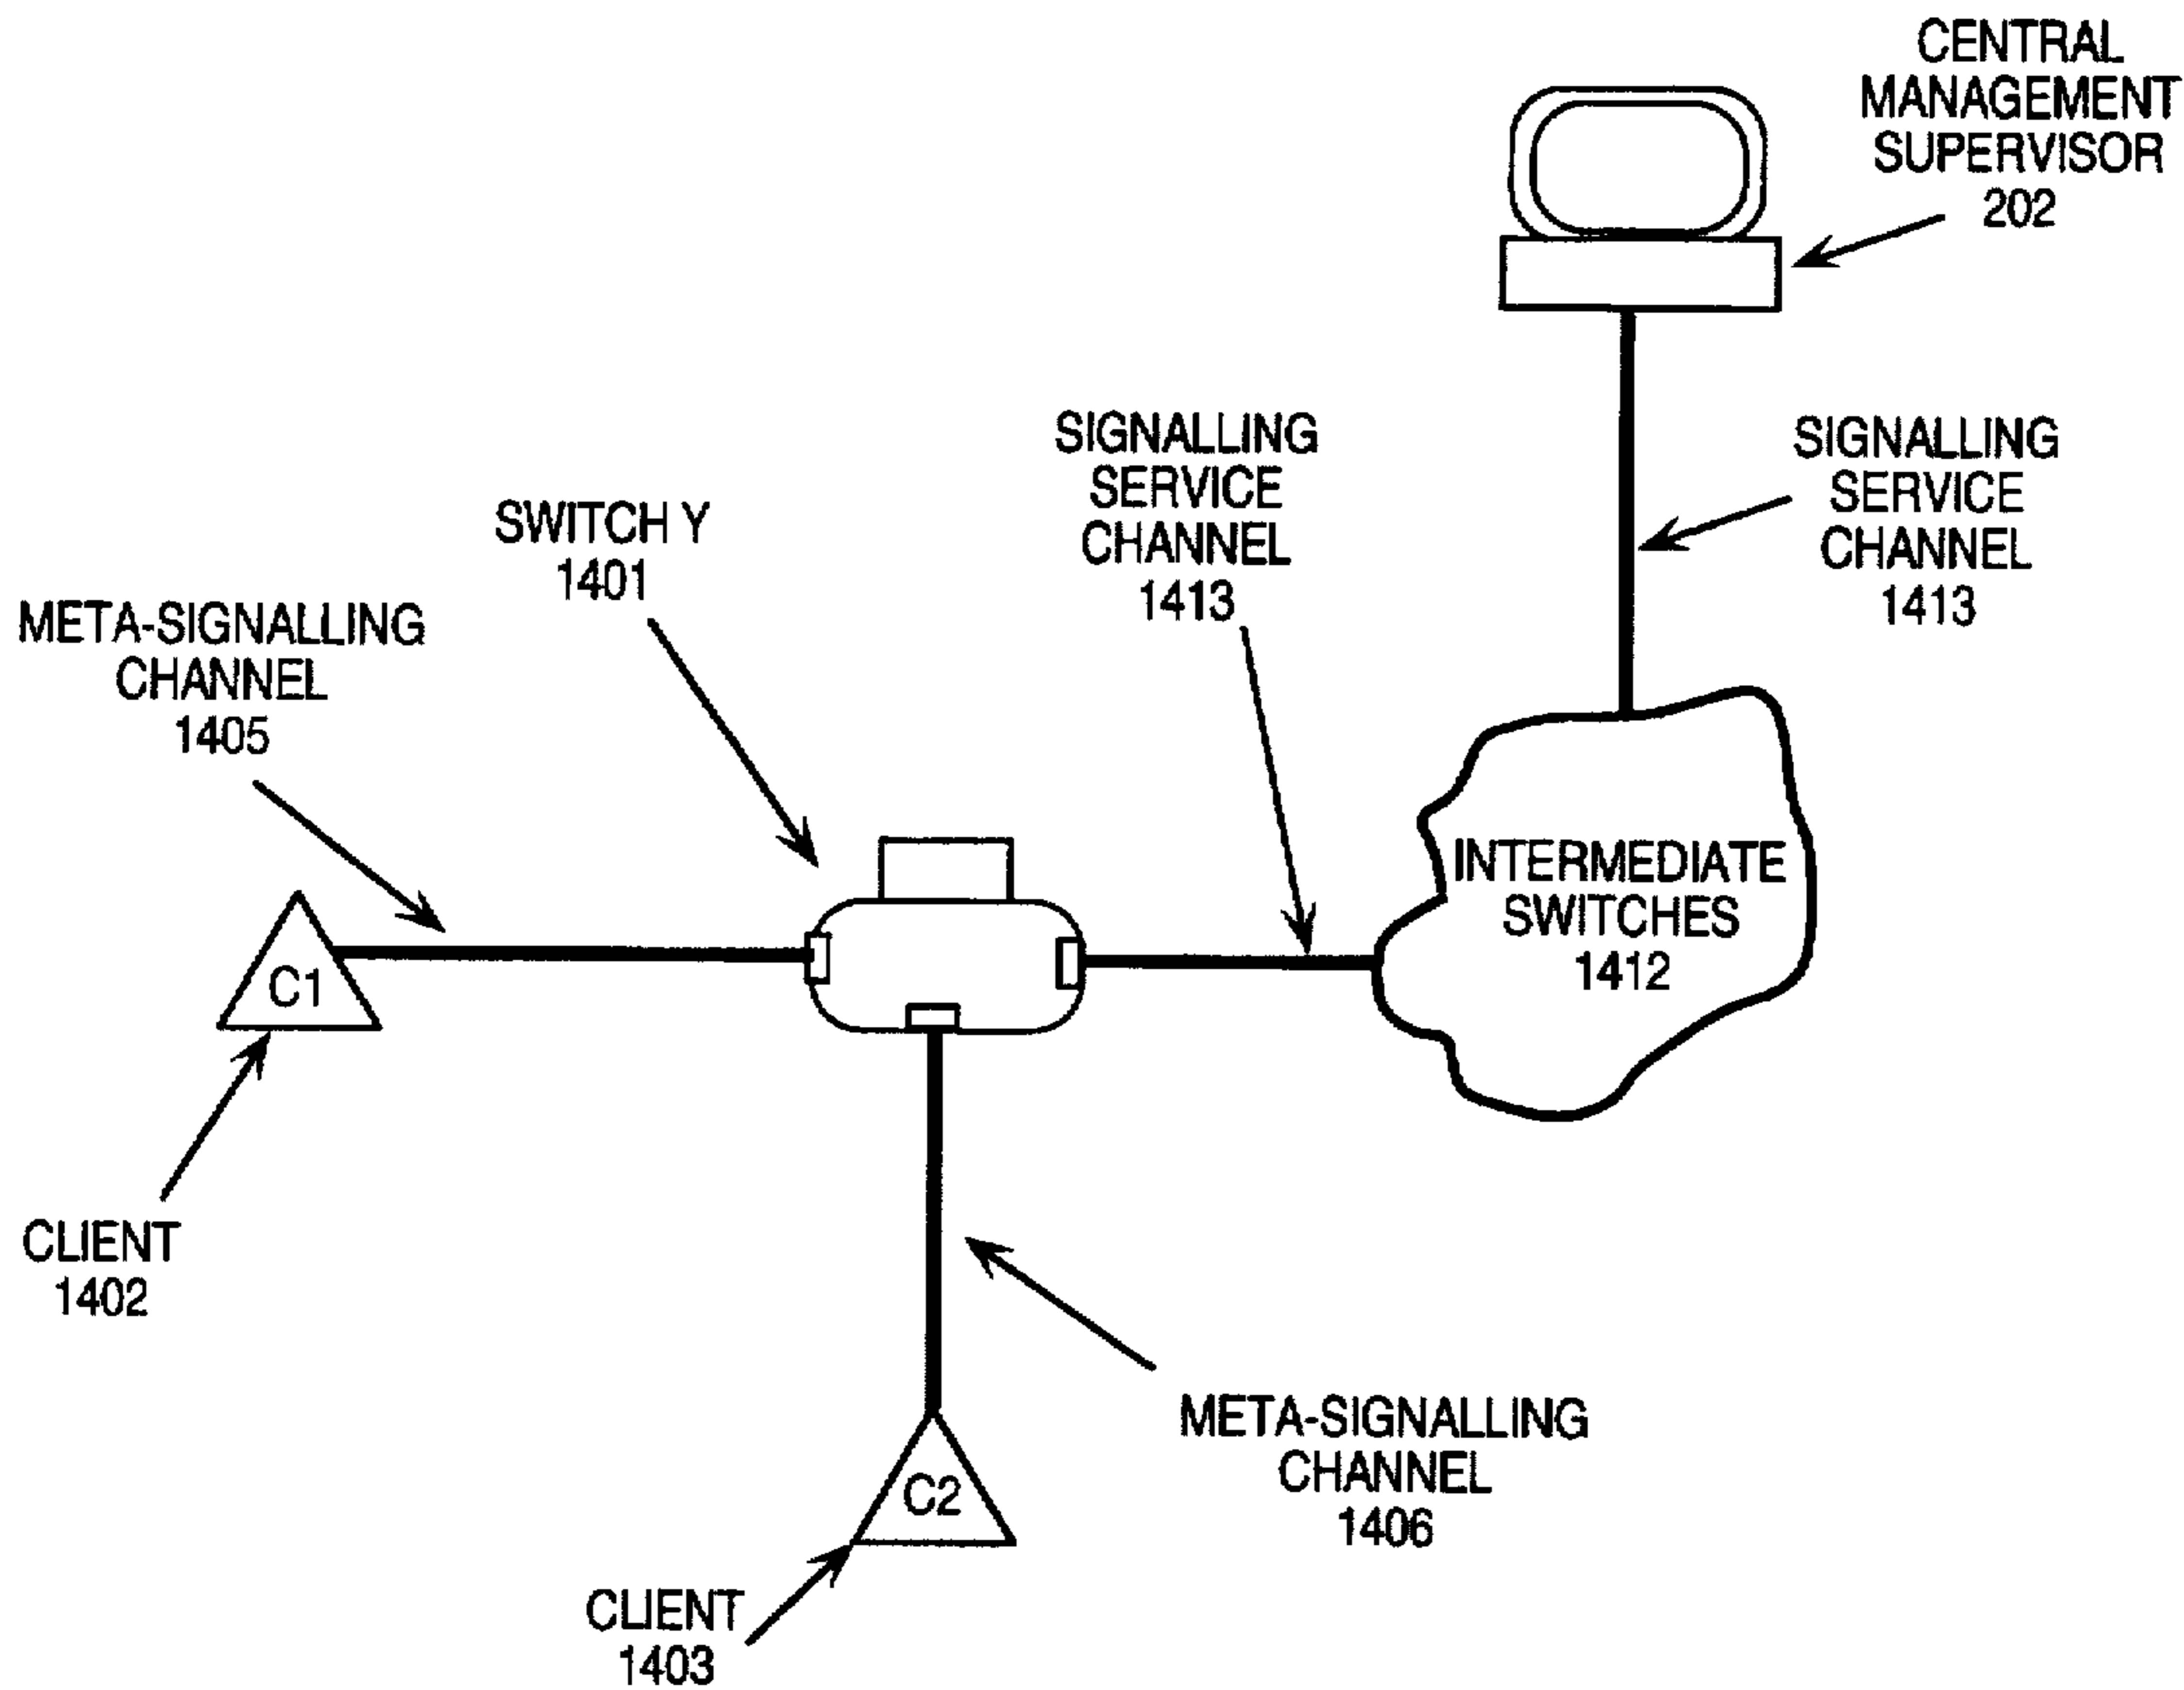 CENTRAL
MANAGEMENT
SUPERVISOR
202
SIGNALLING
SERVICE
CHANNEL
1413
SIGNALLING
SERVICE
CHANNEL
1413
SWITCH Y
1401
META-SIGNALLING
CHANNEL
1405
INTERMEDIATE
SWITCHES
1412
C1
CLIENT
1402
META-SIGNALLING
CHANNEL
1406
C2
CLIENT
1403